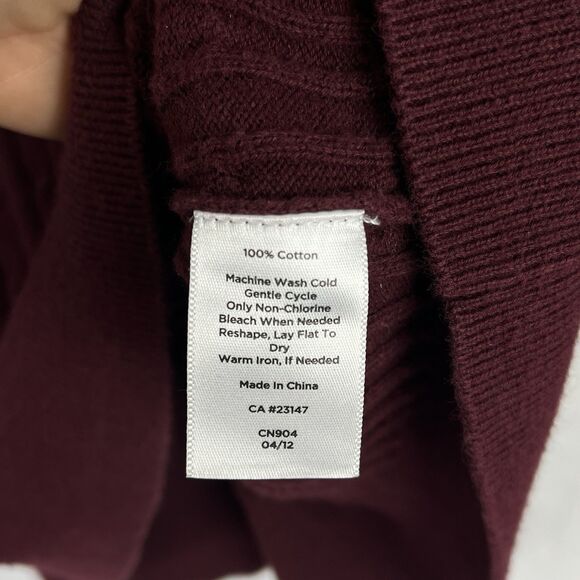 100% Cotton
Machine Wash Cold
Gentle Cycle
Only Non-Chlorine
Bleach When Needed
Reshape, Lay Flat To
Dry
Warm Iron, If Needed
Made In China
CA #23147
CN904
04/12